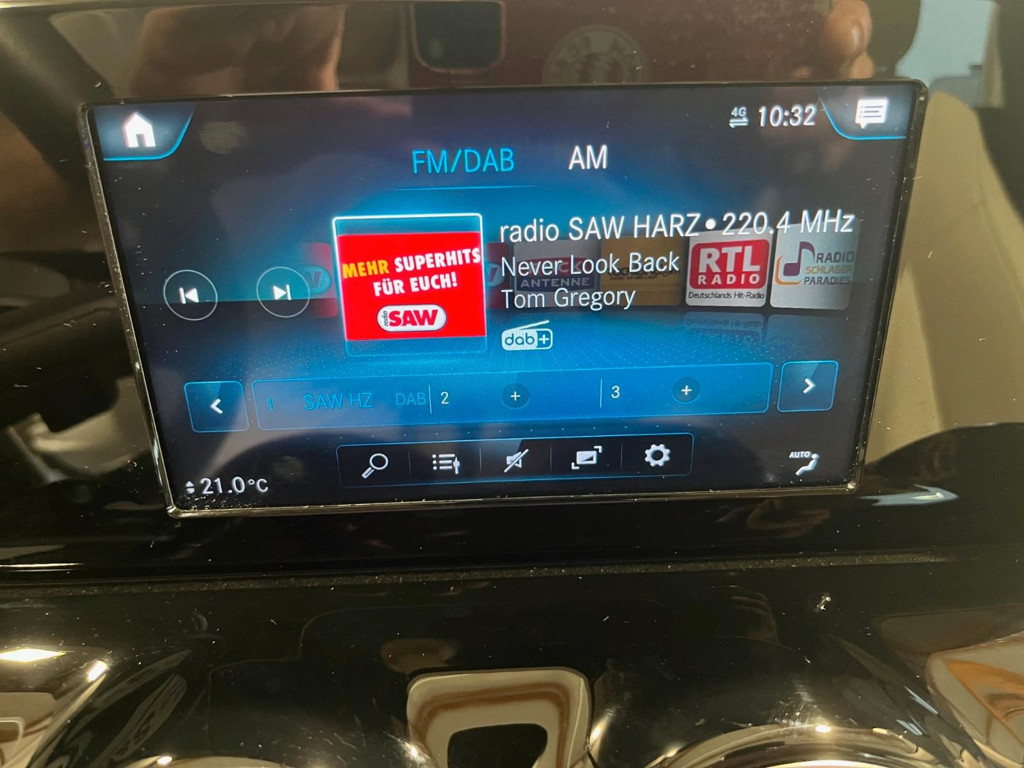 4G 10:32
FM/DAB AM
radio SAW HARZ • 220.4 MHz
Never Look Back
Tom Gregory
dab+
MEHR SUPERHITS
FÜR EUCH!
radio SAW
ANTENNE
RTL
RADIO
Deutschlands Hit-Radio
RADIO
SCHLAGER
PARADIES
1 SAW HZ DAB 2 + 3 +
21.0°C
AUTO